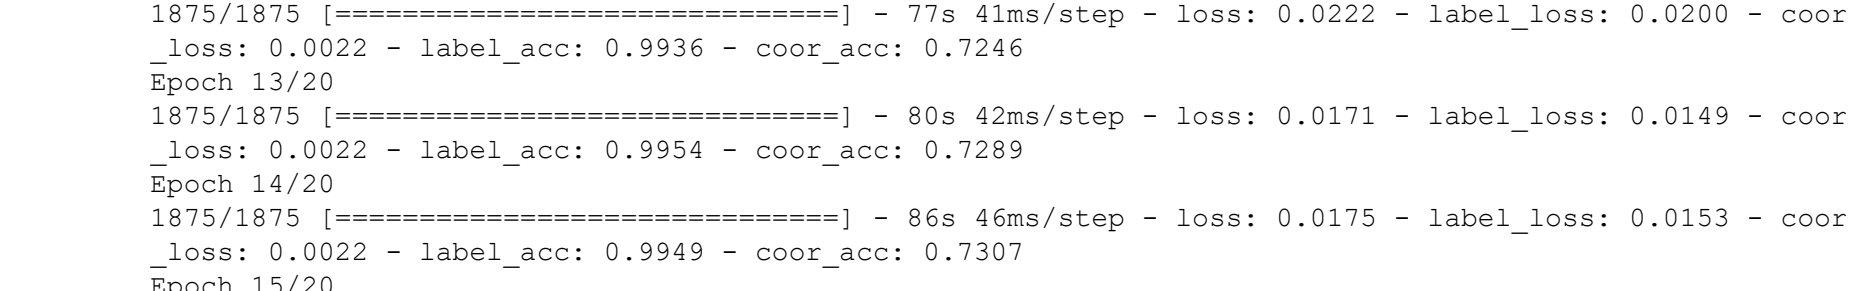 1875/1875 [==============================] - 77s 41ms/step - loss: 0.0222 - label_loss: 0.0200 - coor
_loss: 0.0022 - label_acc: 0.9936 - coor_acc: 0.7246
Epoch 13/20
1875/1875 [==============================] - 80s 42ms/step - loss: 0.0171 - label_loss: 0.0149 - coor
_loss: 0.0022 - label_acc: 0.9954 - coor_acc: 0.7289
Epoch 14/20
1875/1875 [==============================] - 86s 46ms/step - loss: 0.0175 - label_loss: 0.0153 - coor
_loss: 0.0022 - label_acc: 0.9949 - coor_acc: 0.7307
Epoch 15/20